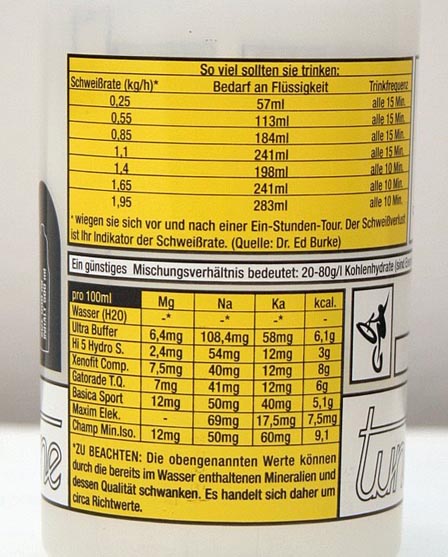 So viel sollten sie trinken:
Schweißrate (kg/h)* Bedarf an Flüssigkeit Trinkfrequenz
0,25 57ml alle 15 Min.
0,55 113ml alle 15 Min.
0,85 184ml alle 15 Min.
1,1 241ml alle 15 Min.
1,4 198ml alle 10 Min.
1,65 241ml alle 10 Min.
1,95 283ml alle 10 Min.
* wiegen sie sich vor und nach einer Ein-Stunden-Tour. Der Schweißverlust
ist Ihr Indikator der Schweißrate. (Quelle: Dr. Ed Burke)
Ein günstiges Mischungsverhältnis bedeutet: 20-80g/l Kohlenhydrate (sind
pro 100ml Mg Na Ka kcal.
Wasser (H2O) -* -* -* -
Ultra Buffer 6,4mg 108,4mg 58mg 6,1g
Hi 5 Hydro S. 2,4mg 54mg 12mg 3g
Xenofit Comp. 7,5mg 40mg 12mg 8g
Gatorade T.Q. 7mg 41mg 12mg 6g
Basica Sport 12mg 50mg 40mg 5,1g
Maxim Elek. - 69mg 17,5mg 7,5mg
Champ Min.Iso. 12mg 50mg 60mg 9,1
*ZU BEACHTEN: Die obengenannten Werte können
durch die bereits im Wasser enthaltenen Mineralien und
dessen Qualität schwanken. Es handelt sich daher um
circa Richtwerte.